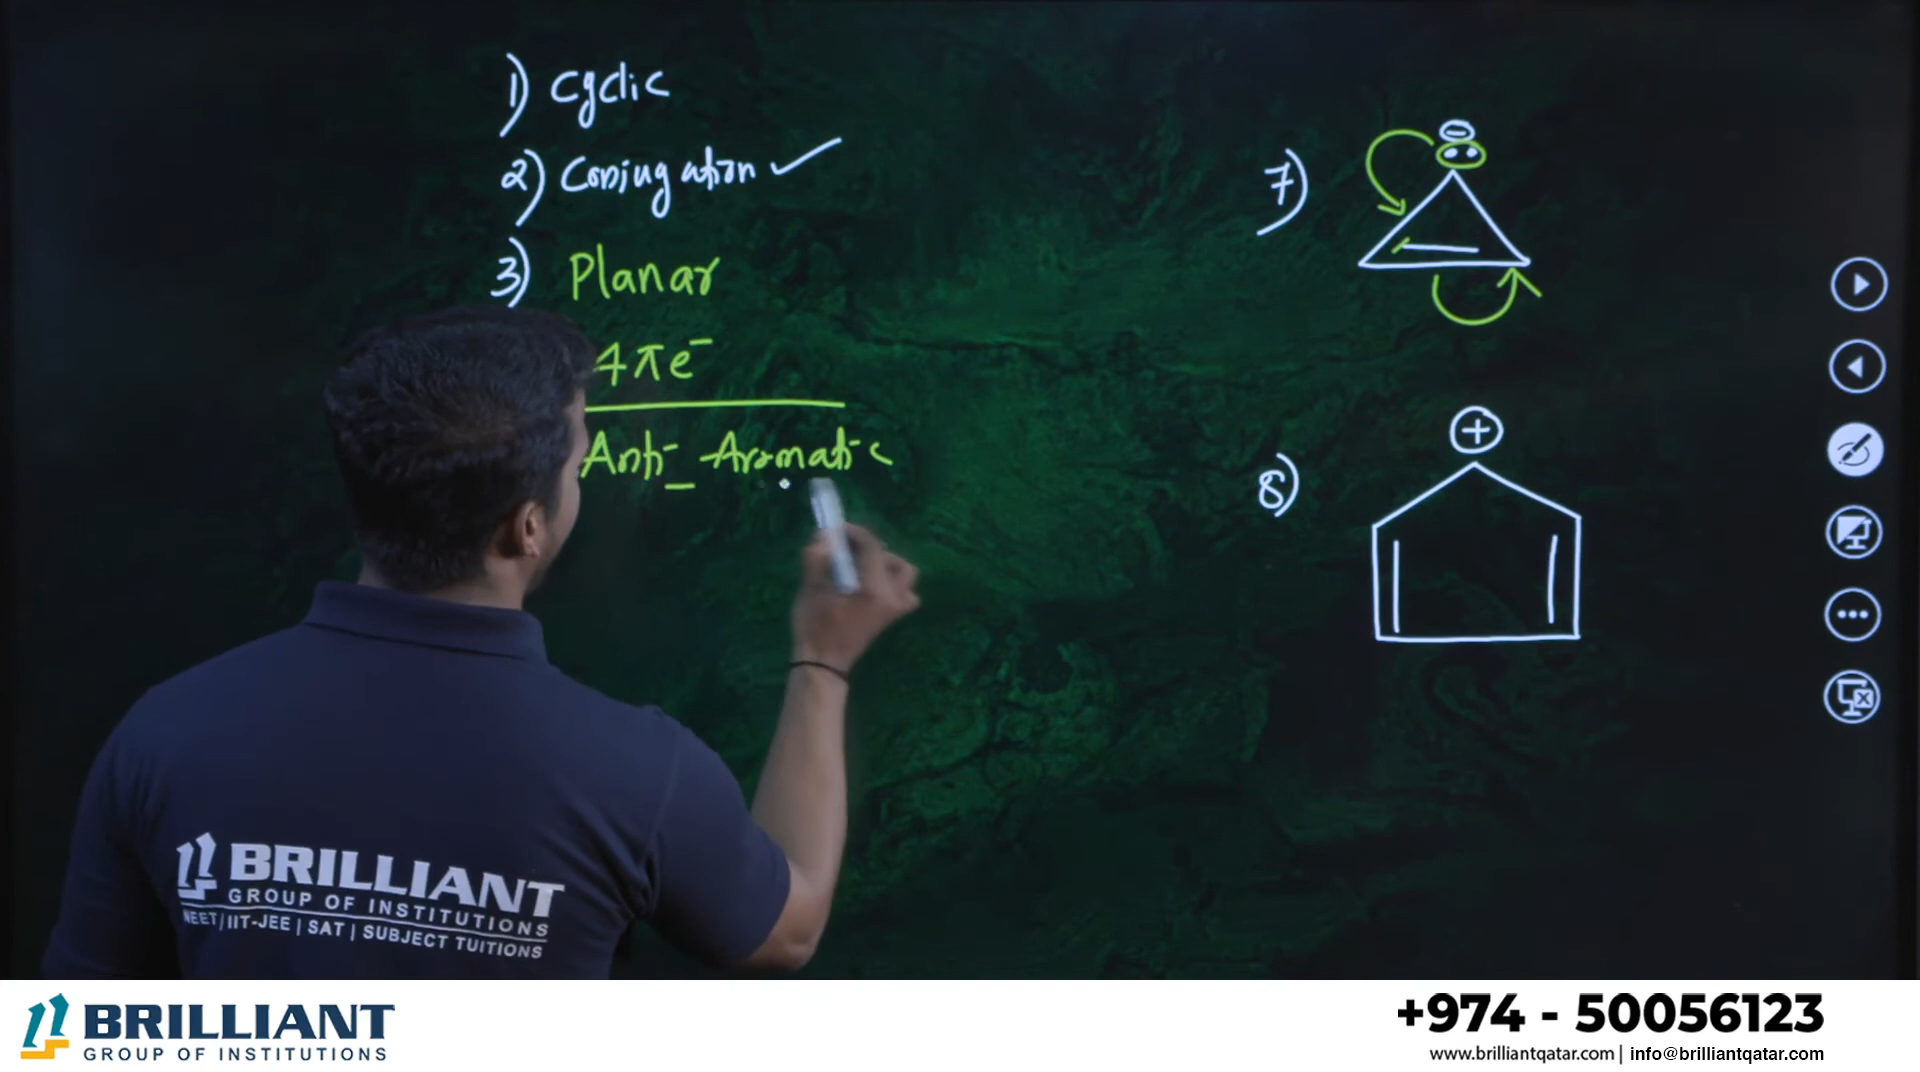 1) Cyclic
2) Conjugation ✓
3) Planar
4πe⁻
Anti-Aromatic
7)
⊖
8)
⊕
BRILLIANT
GROUP OF INSTITUTIONS
NEET/IIT-JEE | SAT | SUBJECT TUITIONS
BRILLIANT
GROUP OF INSTITUTIONS
+974 - 50056123
www.brilliantqatar.com | info@brilliantqatar.com